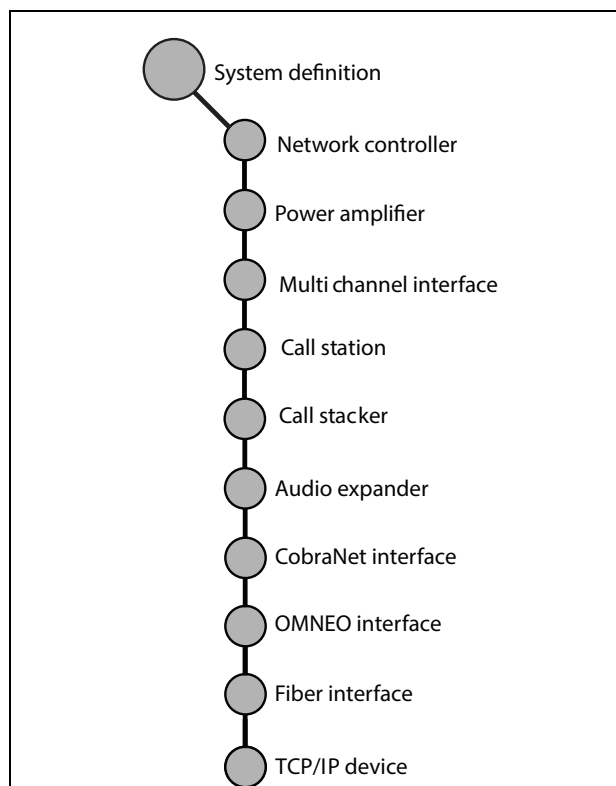 System definition
Network controller
Power amplifier
Multi channel interface
Call station
Call stacker
Audio expander
CobraNet interface
OMNEO interface
Fiber interface
TCP/IP device